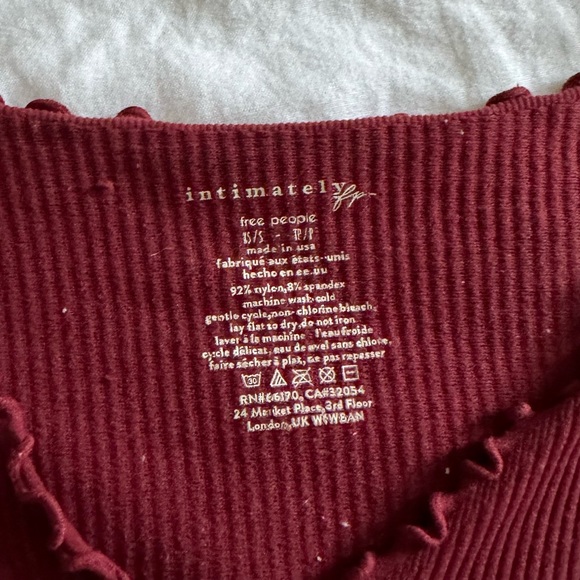 intimately fp
free people
XS/S - TP/P
made in usa
fabriqué aux états-unis
hecho en ee.uu
92% nylon,8% spandex
machine wash cold
gentle cycle,non-chlorine bleach,
lay flat to dry,do not iron
laver à la machine l'eau froide
cycle délicat, eau de avel sans chlore,
faire sécher à plat, ne pas repasser
30
RN#66170, CA#32054
24 Market Place, 3rd Floor
London, UK W1W8AN